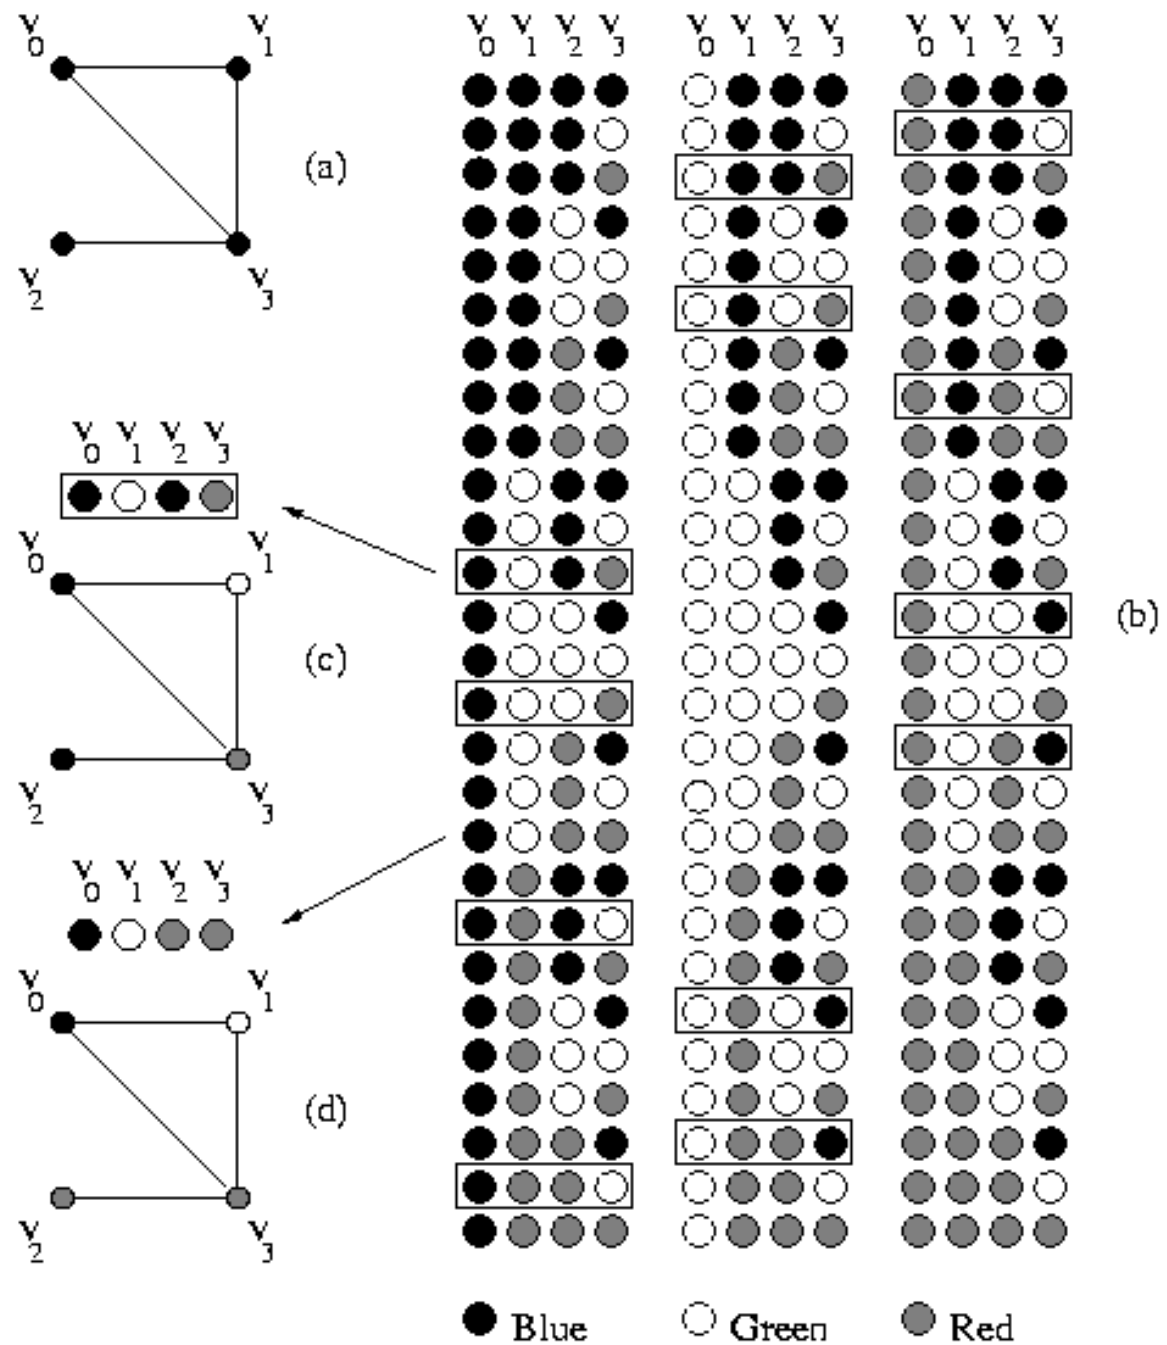 V0 V1
V2 V3
(a)
V0 V1 V2 V3
V0 V1
V2 V3
(c)
V0 V1 V2 V3
V0 V1
V2 V3
(d)
V0 V1 V2 V3 V0 V1 V2 V3 V0 V1 V2 V3
(b)
Blue Green Red